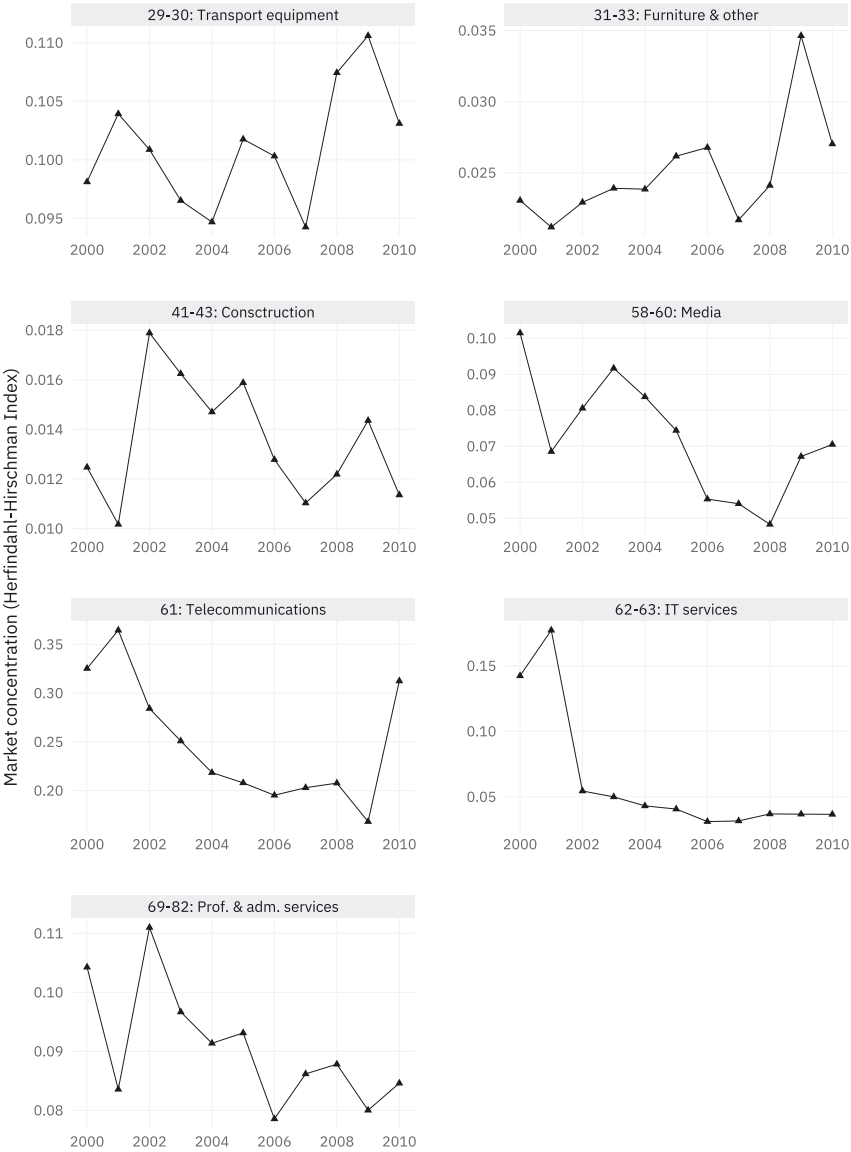 29-30: Transport equipment
31-33: Furniture & other
0.110
0.105
0.100
0.095
2000 2002 2004 2006 2008 2010
0.035
0.030
0.025
2000 2002 2004 2006 2008 2010
Market concentration (Herfindahl-Hirschman Index)
41-43: Consctruction
58-60: Media
0.018
0.016
0.014
0.012
0.010
2000 2002 2004 2006 2008 2010
0.10
0.09
0.08
0.07
0.06
0.05
2000 2002 2004 2006 2008 2010
61: Telecommunications
62-63: IT services
0.35
0.30
0.25
0.20
2000 2002 2004 2006 2008 2010
0.15
0.10
0.05
2000 2002 2004 2006 2008 2010
69-82: Prof. & adm. services
0.11
0.10
0.09
0.08
2000 2002 2004 2006 2008 2010